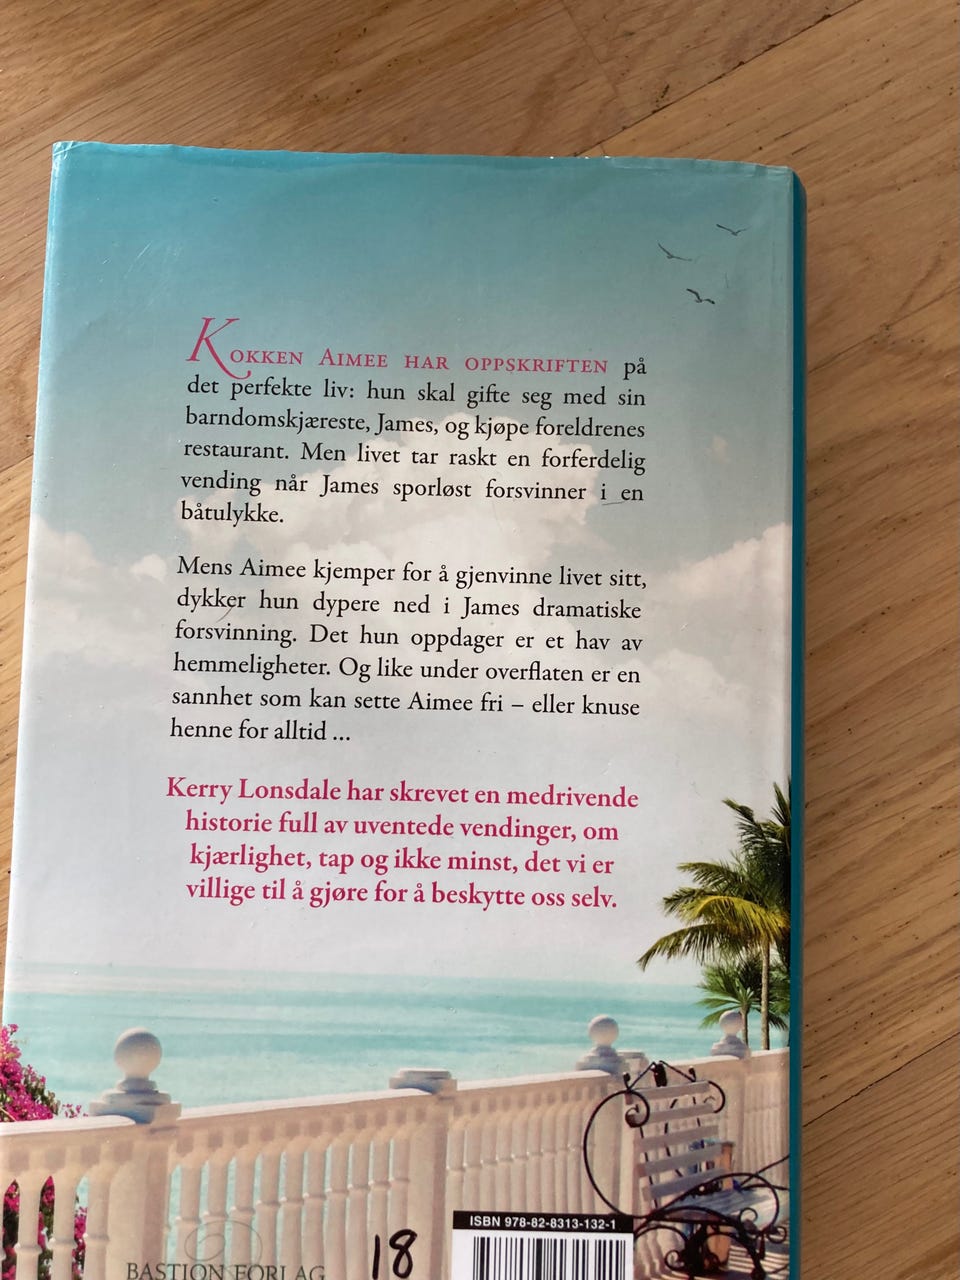 KOKKEN AIMEE HAR OPPSKRIFTEN på
det perfekte liv: hun skal gifte seg med sin
barndomskjæreste, James, og kjøpe foreldrenes
restaurant. Men livet tar raskt en forferdelig
vending når James sporløst forsvinner i en
båtulykke.
Mens Aimee kjemper for å gjenvinne livet sitt,
dykker hun dypere ned i James dramatiske
forsvinning. Det hun oppdager er et hav av
hemmeligheter. Og like under overflaten er en
sannhet som kan sette Aimee fri – eller knuse
henne for alltid ...
Kerry Lonsdale har skrevet en medrivende
historie full av uventede vendinger, om
kjærlighet, tap og ikke minst, det vi er
villige til å gjøre for å beskytte oss selv.
ISBN 978-82-8313-132-1
BASTION FORLAG
18